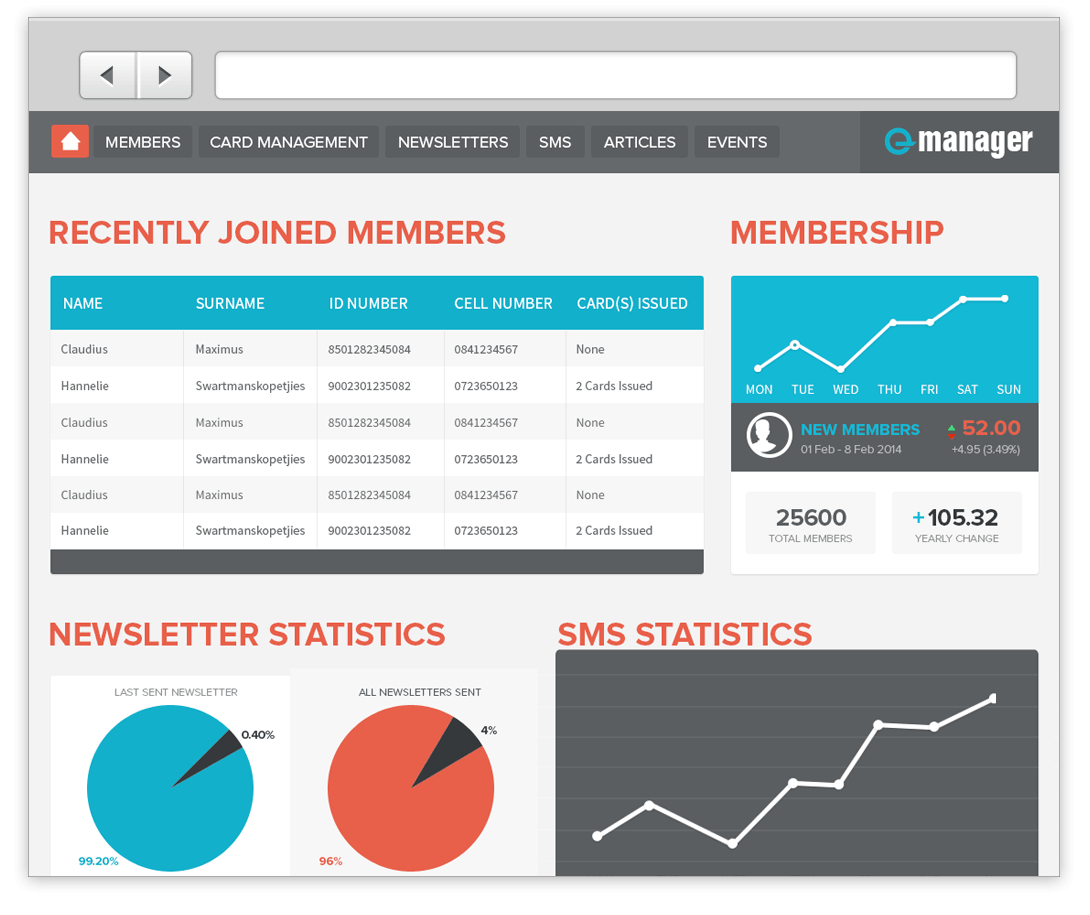 MEMBERS CARD MANAGEMENT NEWSLETTERS SMS ARTICLES EVENTS
e manager
RECENTLY JOINED MEMBERS
NAME SURNAME ID NUMBER CELL NUMBER CARD(S) ISSUED
Claudius Maximus 8501282345084 0841234567 None
Hannelie Swartmanskopetjies 9002301235082 0723650123 2 Cards Issued
Claudius Maximus 8501282345084 0841234567 None
Hannelie Swartmanskopetjies 9002301235082 0723650123 2 Cards Issued
Claudius Maximus 8501282345084 0841234567 None
Hannelie Swartmanskopetjies 9002301235082 0723650123 2 Cards Issued
MEMBERSHIP
MON TUE WED THU FRI SAT SUN
NEW MEMBERS 52.00
01 Feb - 8 Feb 2014 +4.95 (3.49%)
25600 +105.32
TOTAL MEMBERS YEARLY CHANGE
NEWSLETTER STATISTICS
LAST SENT NEWSLETTER
0.40%
99.20%
ALL NEWSLETTERS SENT
4%
96%
SMS STATISTICS